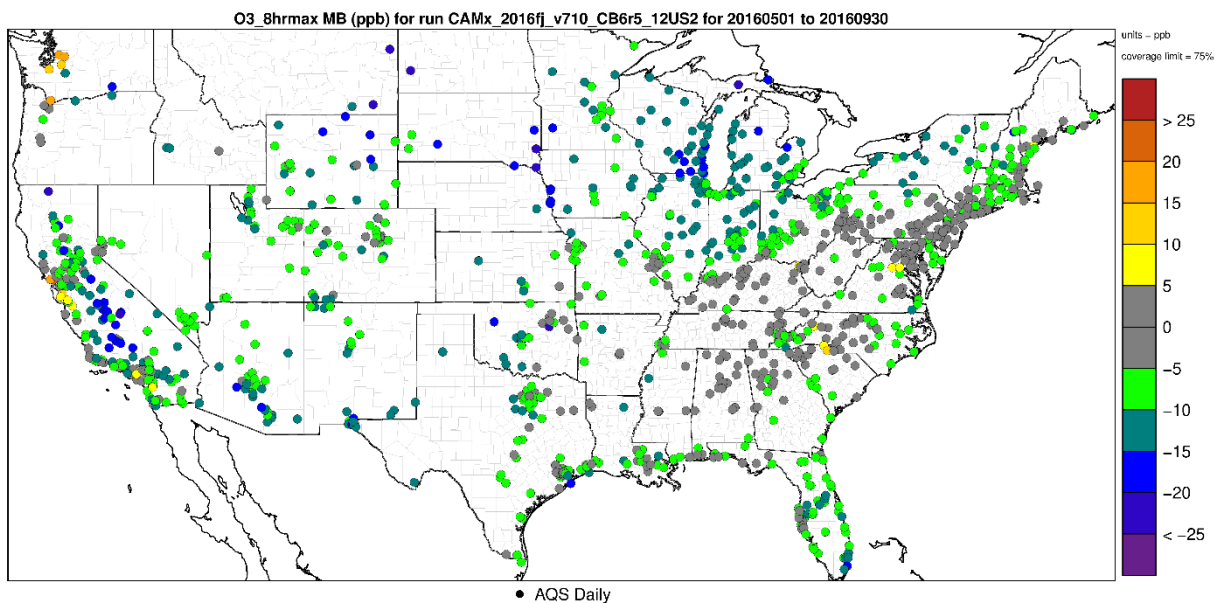 O3_8hrmax MB (ppb) for run CAMx_2016fj_v710_CB6r5_12US2 for 20160501 to 20160930
units = ppb
coverage limit = 75%
> 25
20
15
10
5
0
−5
−10
−15
−20
< −25
AQS Daily